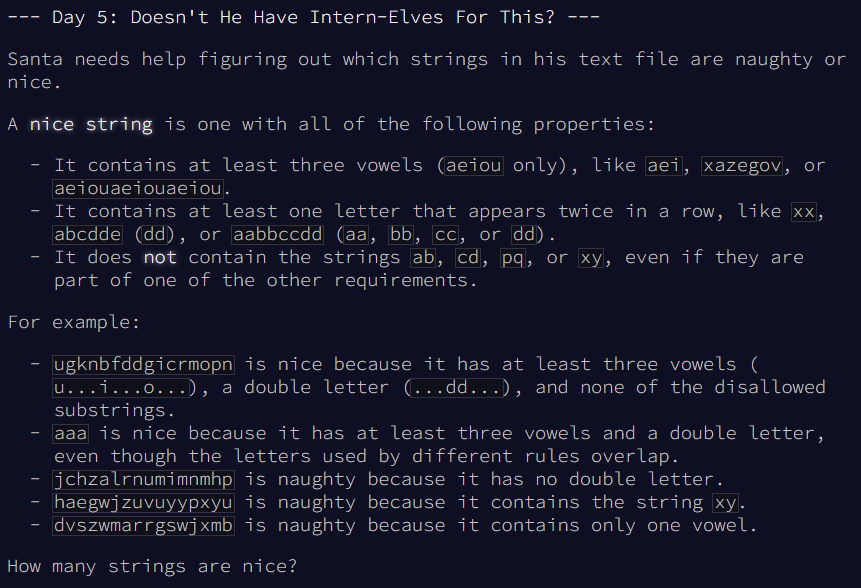 --- Day 5: Doesn't He Have Intern-Elves For This? ---
Santa needs help figuring out which strings in his text file are naughty or
nice.
A nice string is one with all of the following properties:
- It contains at least three vowels (aeiou only), like aei, xazegov, or
aeiouaeiouaeiou.
- It contains at least one letter that appears twice in a row, like xx,
abcdde (dd), or aabbccdd (aa, bb, cc, or dd).
- It does not contain the strings ab, cd, pq, or xy, even if they are
part of one of the other requirements.
For example:
- ugknbfddgicrmopn is nice because it has at least three vowels (
u...i...o...), a double letter (...dd...), and none of the disallowed
substrings.
- aaa is nice because it has at least three vowels and a double letter,
even though the letters used by different rules overlap.
- jchzalrnumimnmhp is naughty because it has no double letter.
- haegwjzuvuyypxyu is naughty because it contains the string xy.
- dvszwmarrgswjxmb is naughty because it contains only one vowel.
How many strings are nice?